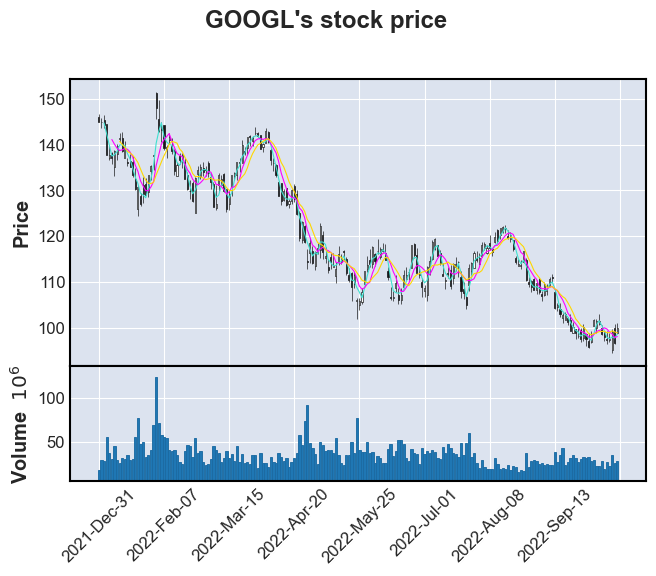 GOOGL's stock price
Price
150
140
130
120
110
100
Volume 10^6
100
50
2021-Dec-31
2022-Feb-07
2022-Mar-15
2022-Apr-20
2022-May-25
2022-Jul-01
2022-Aug-08
2022-Sep-13